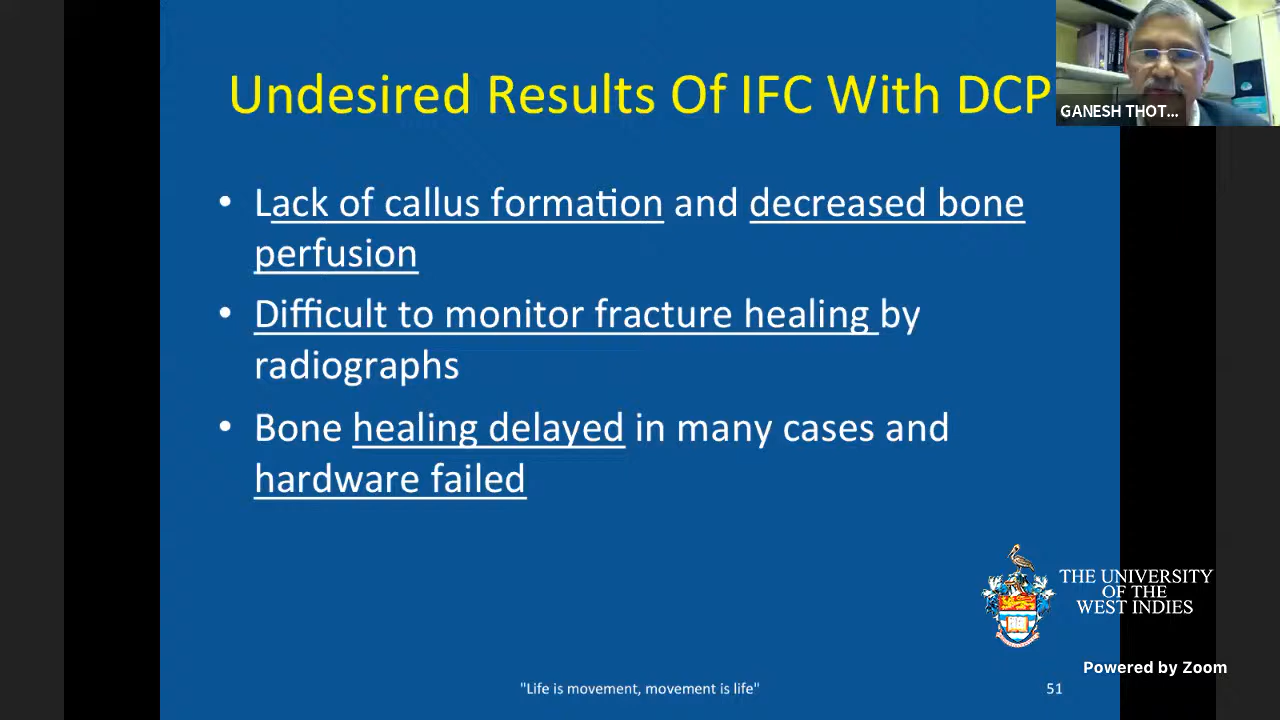 Undesired Results Of IFC With DCP
GANESH THOT...
• Lack of callus formation and decreased bone
perfusion
• Difficult to monitor fracture healing by
radiographs
• Bone healing delayed in many cases and
hardware failed
THE UNIVERSITY
OF THE
WEST INDIES
Powered by Zoom
"Life is movement, movement is life"
51